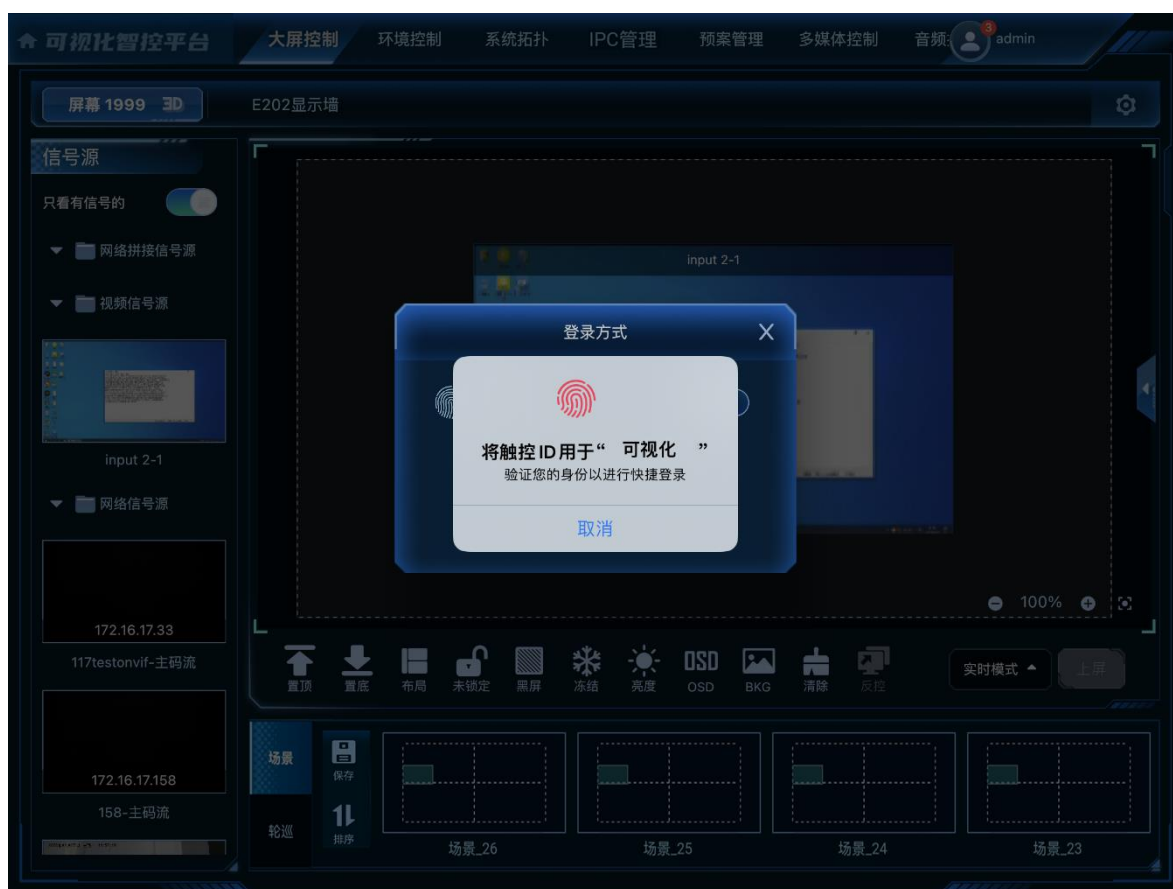 可视化智控平台
大屏控制
环境控制
系统拓扑
IPC管理
预案管理
多媒体控制
音频
3
admin
屏幕 1999 3D
E202显示墙
信号源
只看有信号的
网络拼接信号源
视频信号源
input 2-1
网络信号源
172.16.17.33
117testonvif-主码流
172.16.17.158
158-主码流
input 2-1
登录方式
X
将触控 ID 用于“ 可视化 ”
验证您的身份以进行快捷登录
取消
100%
置顶
置底
布局
未锁定
黑屏
冻结
亮度
OSD
OSD
BKG
清除
反控
实时模式
上屏
场景
轮巡
保存
排序
场景_26
场景_25
场景_24
场景_23